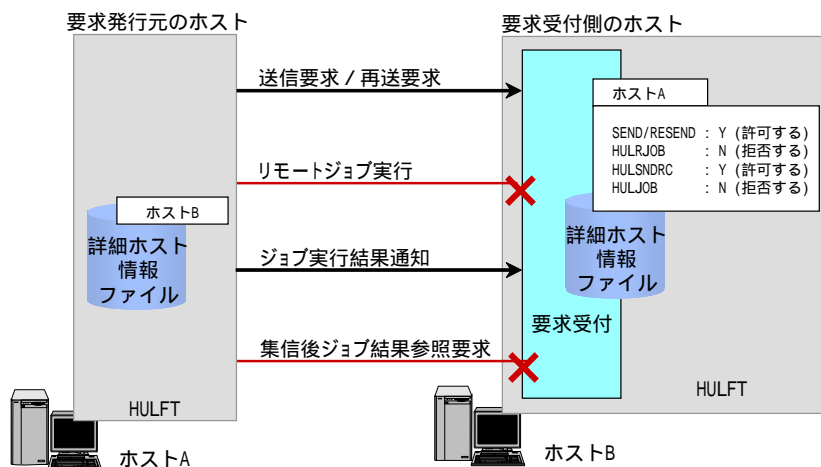 要求発行元のホスト
要求受付側のホスト
送信要求 / 再送要求
ホストA
SEND/RESEND : Y (許可する)
HULRJOB : N (拒否する)
HULSNDRC : Y (許可する)
HULJOB : N (拒否する)
リモートジョブ実行
ホストB
詳細ホスト
情報
ファイル
詳細ホスト
情報
ファイル
ジョブ実行結果通知
要求受付
集信後ジョブ結果参照要求
HULFT
HULFT
ホストA
ホストB